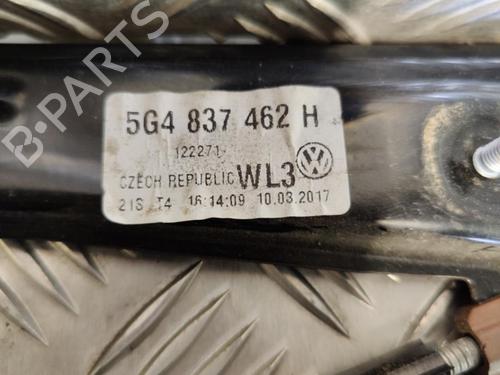 B-Parts
5G4 837 462 H
122271
CZECH REPUBLIC WL3
21S T4 16:14:09 10.03.2017